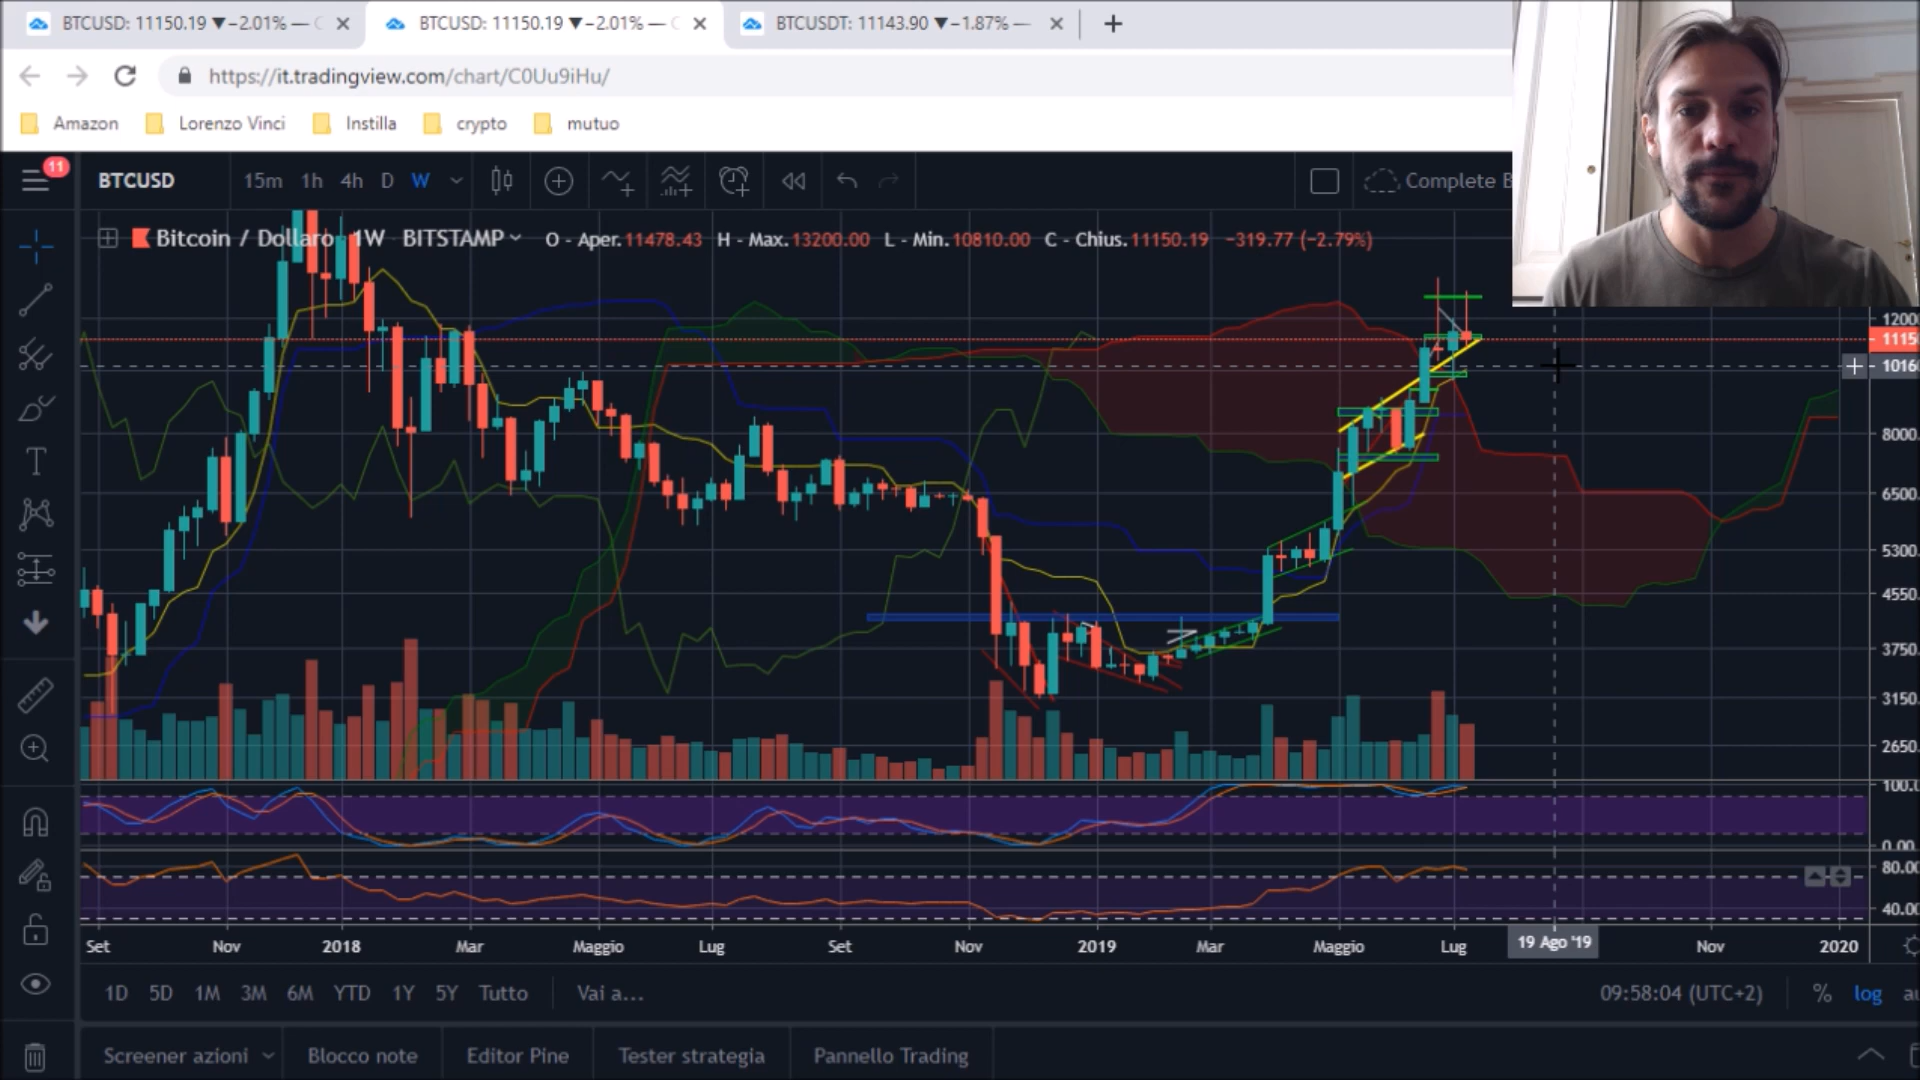 BTCUSD: 11150.19 ▼−2.01% —
BTCUSD: 11150.19 ▼−2.01% —
BTCUSDT: 11143.90 ▼−1.87% —
https://it.tradingview.com/chart/C0Uu9iHu/
Amazon Lorenzo Vinci Instilla crypto mutuo
11
BTCUSD 15m 1h 4h D W Complete B
Bitcoin / Dollaro 1W BITSTAMP O - Aper. 11478.43 H - Max. 13200.00 L - Min. 10810.00 C - Chius. 11150.19 −319.77 (−2.79%)
12000
11150
10160
8000.
6500.
5300.
4550.
3750.
3150.
2650.
100.0
0.00
80.00
40.00
Set Nov 2018 Mar Maggio Lug Set Nov 2019 Mar Maggio Lug 19 Ago '19 Nov 2020
1D 5D 1M 3M 6M YTD 1Y 5Y Tutto Vai a... 09:58:04 (UTC+2) % log au
Screener azioni Blocco note Editor Pine Tester strategia Pannello Trading